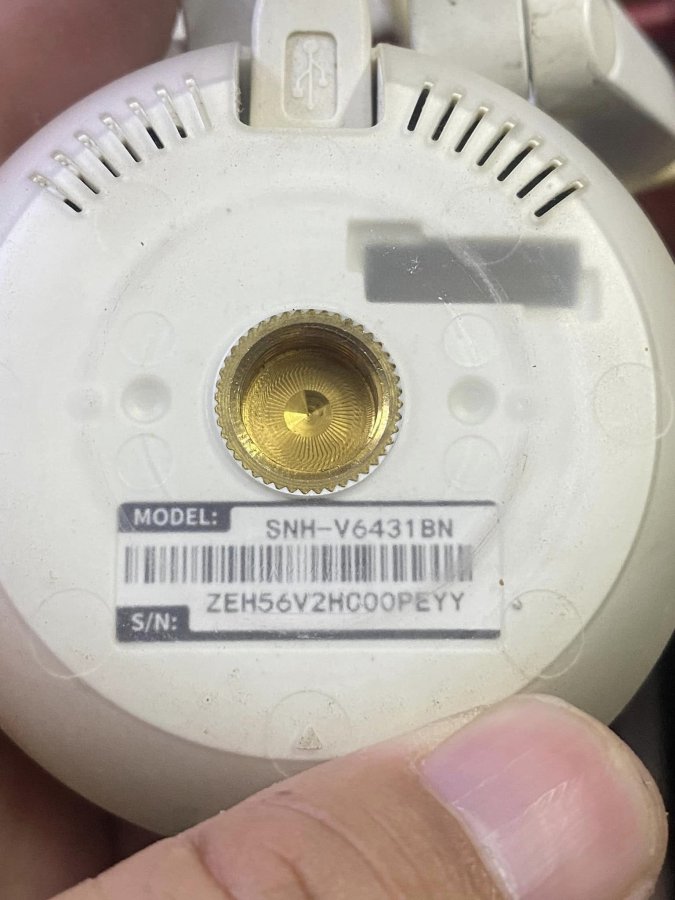 MODEL:
SNH-V6431BN
ZEH56V2HC00PEYY
S/N: